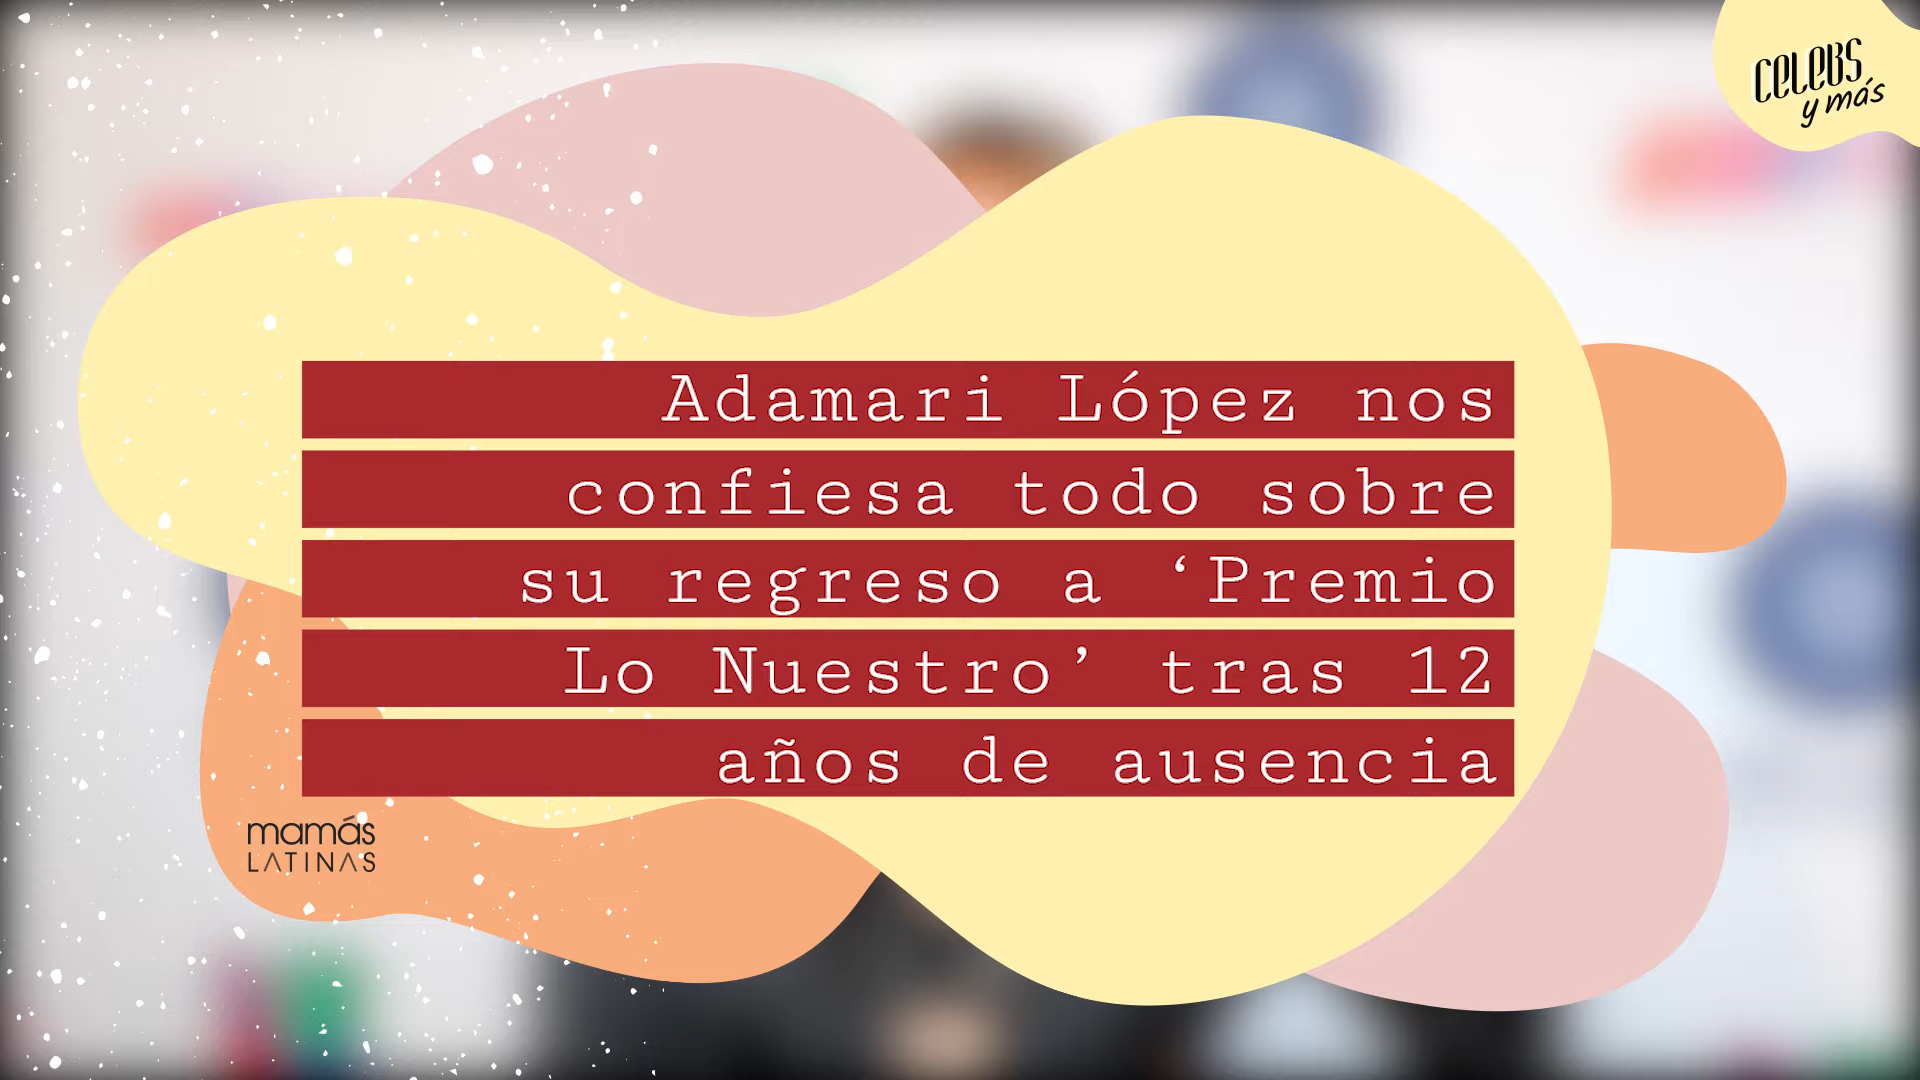 CELEBS
y más
Adamari López nos
confiesa todo sobre
su regreso a ‘Premio
Lo Nuestro’ tras 12
años de ausencia
mamás
LATINAS